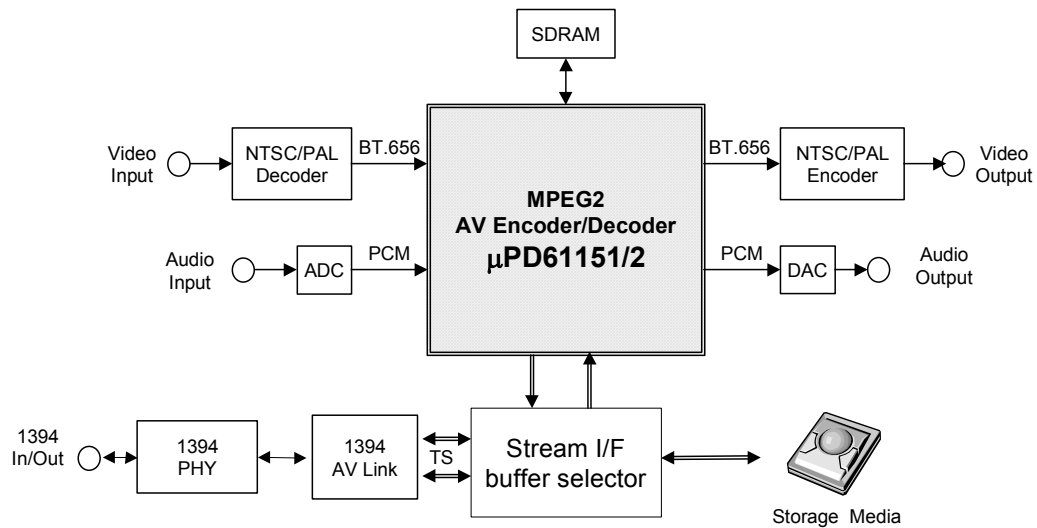 SDRAM
Video
Input
NTSC/PAL
Decoder
BT.656
MPEG2
AV Encoder/Decoder
μPD61151/2
BT.656
NTSC/PAL
Encoder
Video
Output
Audio
Input
ADC
PCM
PCM
DAC
Audio
Output
1394
In/Out
1394
PHY
1394
AV Link
TS
Stream I/F
buffer selector
Storage Media